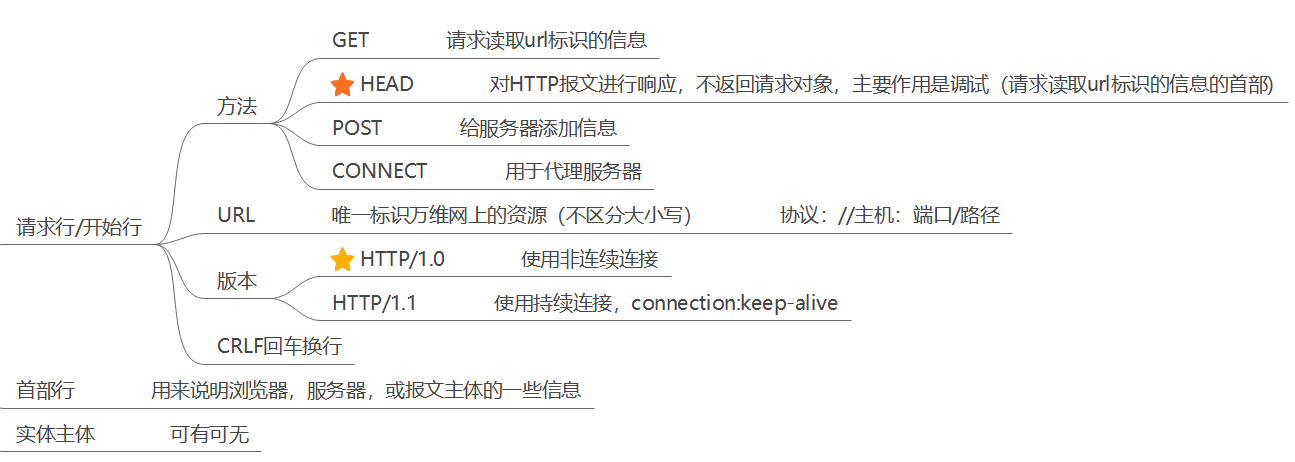 GET 请求读取url标识的信息
HEAD 对HTTP报文进行响应，不返回请求对象，主要作用是调试（请求读取url标识的信息的首部）
方法
POST 给服务器添加信息
CONNECT 用于代理服务器
请求行/开始行
URL 唯一标识万维网上的资源（不区分大小写） 协议：//主机：端口/路径
HTTP/1.0 使用非连续连接
版本
HTTP/1.1 使用持续连接，connection:keep-alive
CRLF回车换行
首部行 用来说明浏览器，服务器，或报文主体的一些信息
实体主体 可有可无